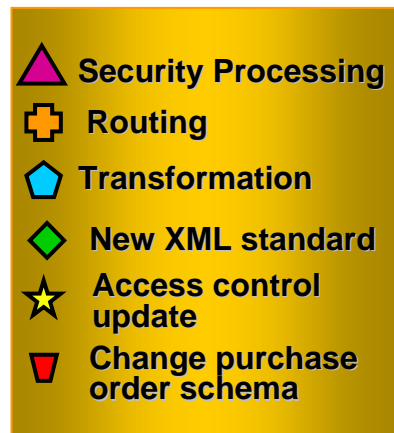 Security Processing
Routing
Transformation
New XML standard
Access control
update
Change purchase
order schema